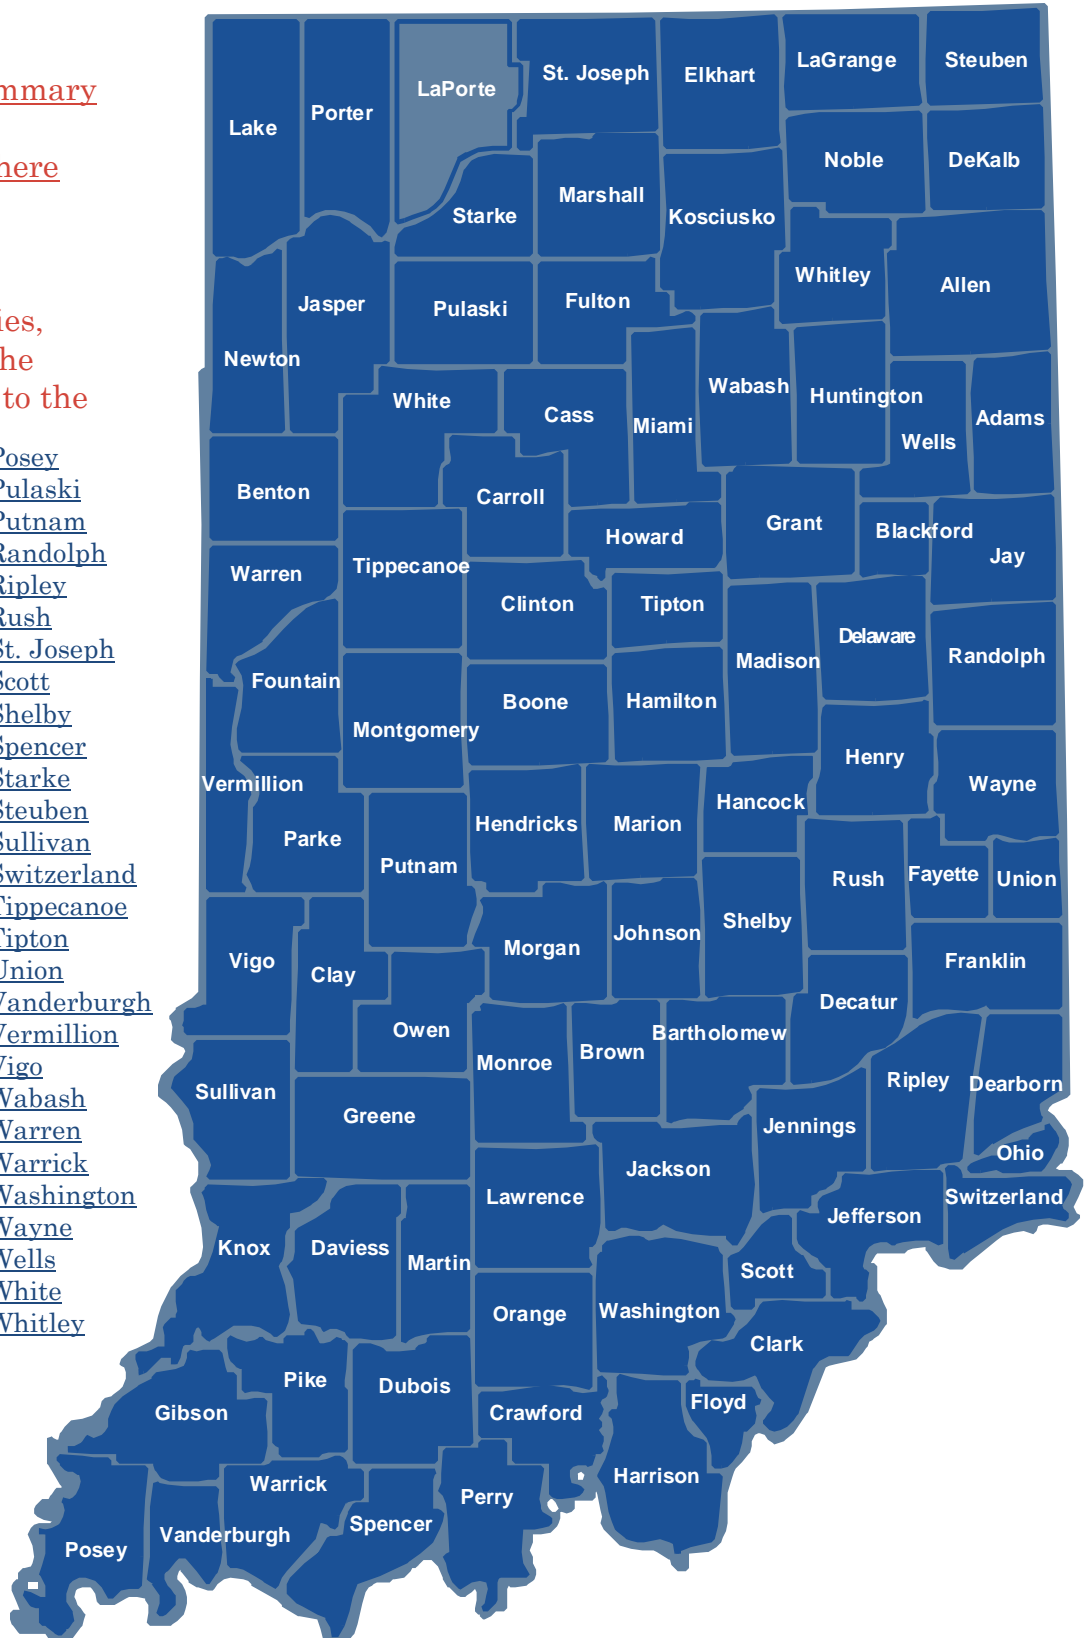 mmary
here
ies,
he
to the
Posey
Pulaski
Putnam
Randolph
Ripley
Rush
St. Joseph
Scott
Shelby
Spencer
Starke
Steuben
Sullivan
Switzerland
Tippecanoe
Tipton
Union
Vanderburgh
Vermillion
Vigo
Wabash
Warren
Warrick
Washington
Wayne
Wells
White
Whitley
Lake
Porter
LaPorte
St. Joseph
Elkhart
LaGrange
Steuben
Starke
Marshall
Kosciusko
Noble
DeKalb
Newton
Jasper
Pulaski
Fulton
Whitley
Allen
White
Cass
Miami
Wabash
Huntington
Wells
Adams
Benton
Carroll
Howard
Grant
Blackford
Jay
Warren
Tippecanoe
Clinton
Tipton
Madison
Delaware
Randolph
Fountain
Montgomery
Boone
Hamilton
Henry
Wayne
Vermillion
Parke
Putnam
Hendricks
Marion
Hancock
Rush
Fayette
Union
Vigo
Clay
Morgan
Johnson
Shelby
Decatur
Franklin
Owen
Monroe
Brown
Bartholomew
Ripley
Dearborn
Sullivan
Greene
Jennings
Ohio
Lawrence
Jackson
Jefferson
Switzerland
Knox
Daviess
Martin
Orange
Washington
Scott
Clark
Gibson
Pike
Dubois
Crawford
Floyd
Harrison
Posey
Vanderburgh
Warrick
Spencer
Perry